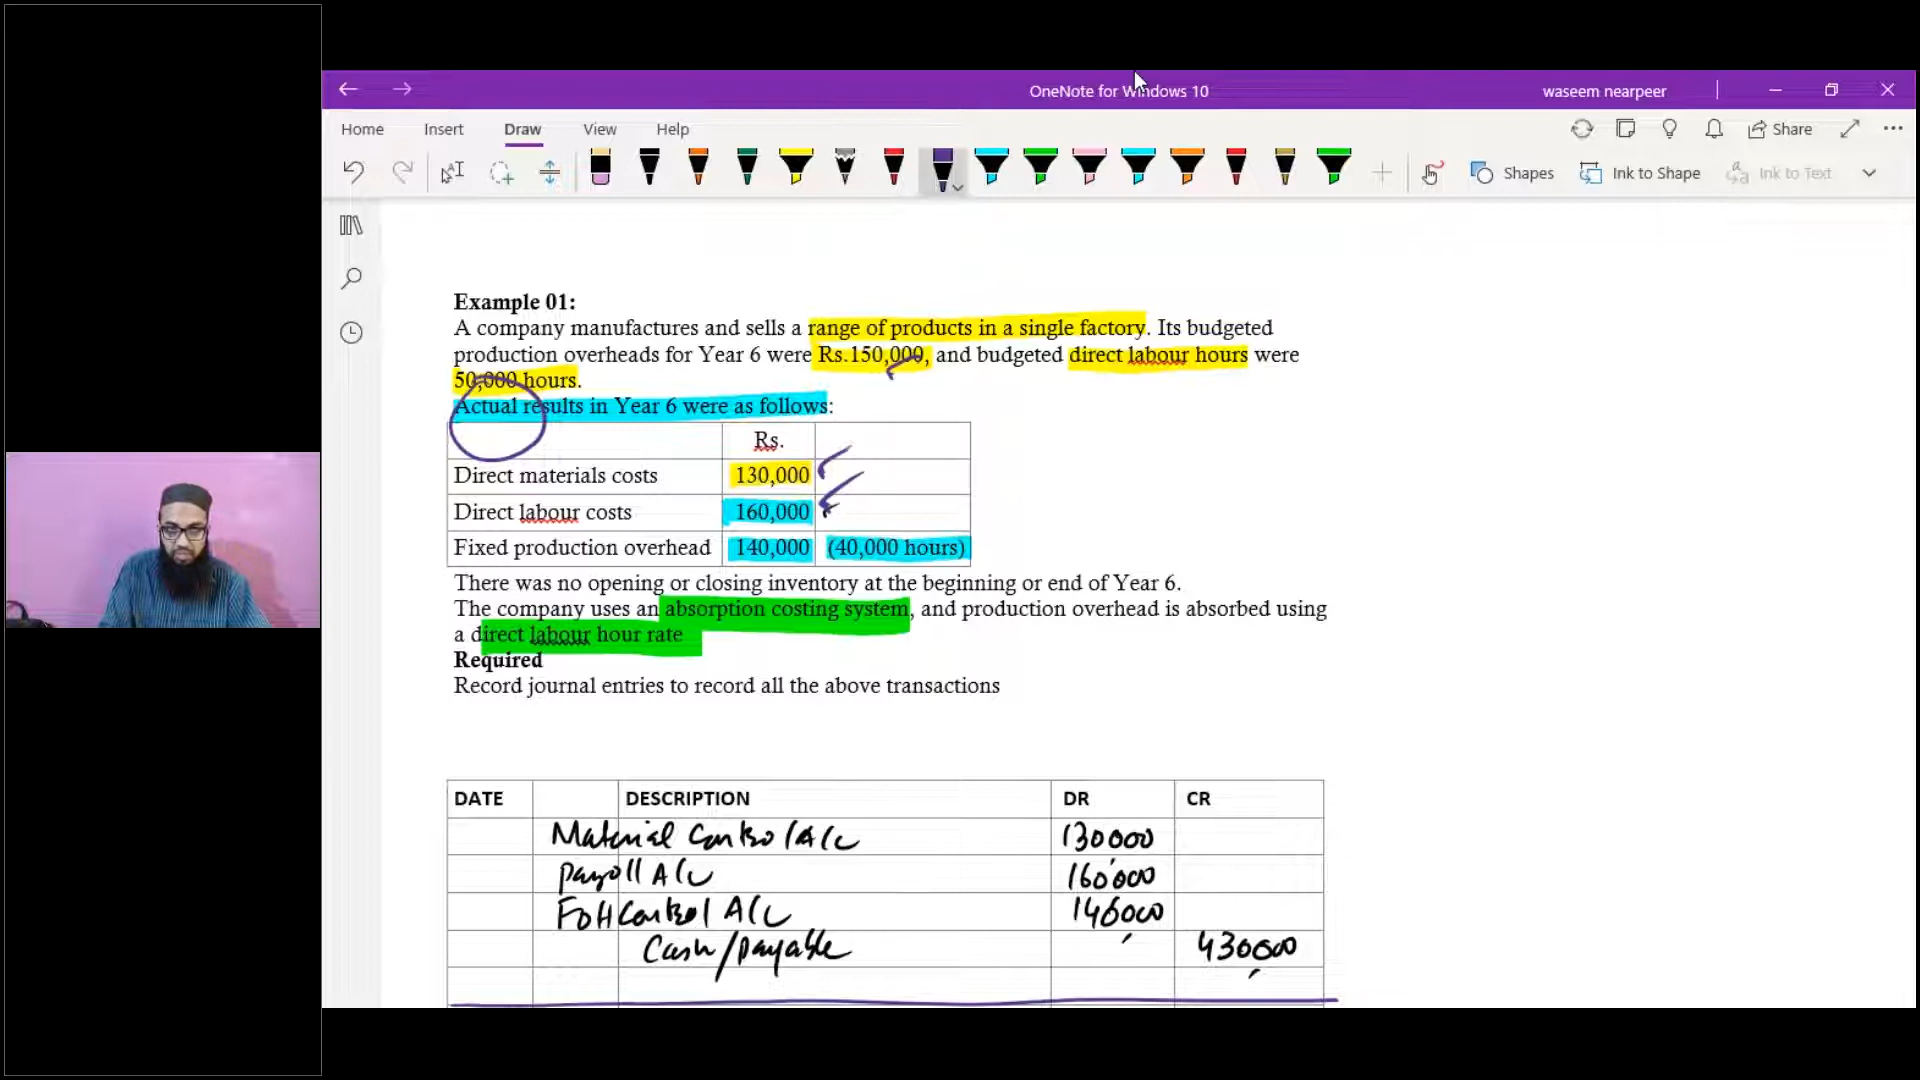 OneNote for Windows 10
waseem nearpeer
Home Insert Draw View Help
Share
Shapes Ink to Shape Ink to Text
Example 01:
A company manufactures and sells a range of products in a single factory. Its budgeted
production overheads for Year 6 were Rs.150,000, and budgeted direct labour hours were
50,000 hours.
Actual results in Year 6 were as follows:
Rs.
Direct materials costs 130,000
Direct labour costs 160,000
Fixed production overhead 140,000 (40,000 hours)
There was no opening or closing inventory at the beginning or end of Year 6.
The company uses an absorption costing system, and production overhead is absorbed using
a direct labour hour rate
Required
Record journal entries to record all the above transactions
DATE DESCRIPTION DR CR
Material Control A/c 130000
Payroll A/c 160000
FOH Control A/c 140000
Cash/payable 430000